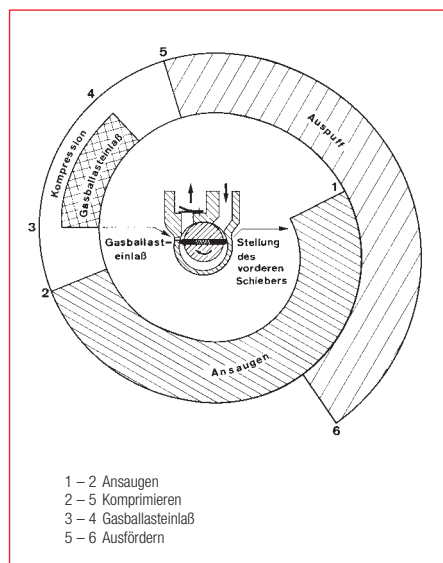 5
4
Auspuff
Kompression
Gasballasteinlaß
1
3
Gasballast-
einlaß
Stellung
des
vorderen
Schiebers
2
Ansaugen
6
1 – 2 Ansaugen
2 – 5 Komprimieren
3 – 4 Gasballasteinlaß
5 – 6 Ausfördern